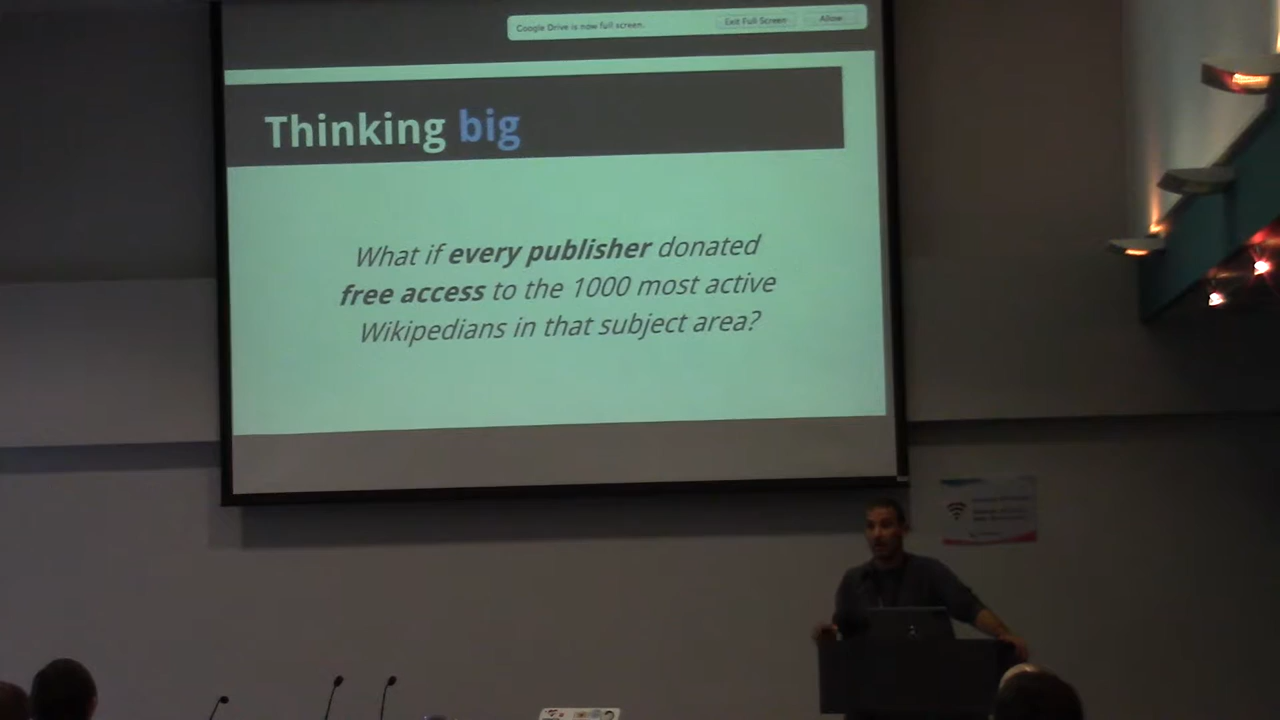 Google Drive is now full screen.
Exit Full Screen
Allow
Thinking big
What if every publisher donated
free access to the 1000 most active
Wikipedians in that subject area?